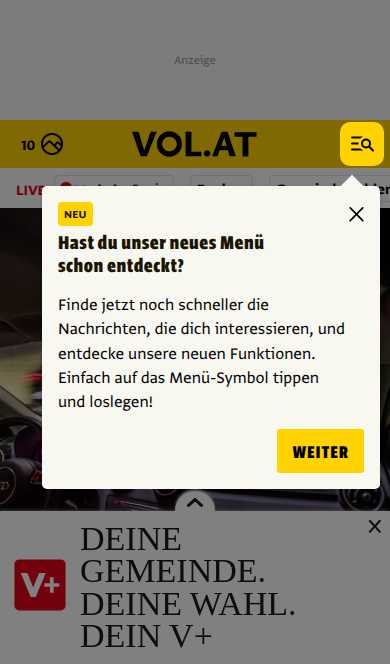 Anzeige
10
VOL.AT
LIVE
NEU
Hast du unser neues Menü
schon entdeckt?
Finde jetzt noch schneller die
Nachrichten, die dich interessieren, und
entdecke unsere neuen Funktionen.
Einfach auf das Menü-Symbol tippen
und loslegen!
WEITER
V+
DEINE
GEMEINDE.
DEINE WAHL.
DEIN V+